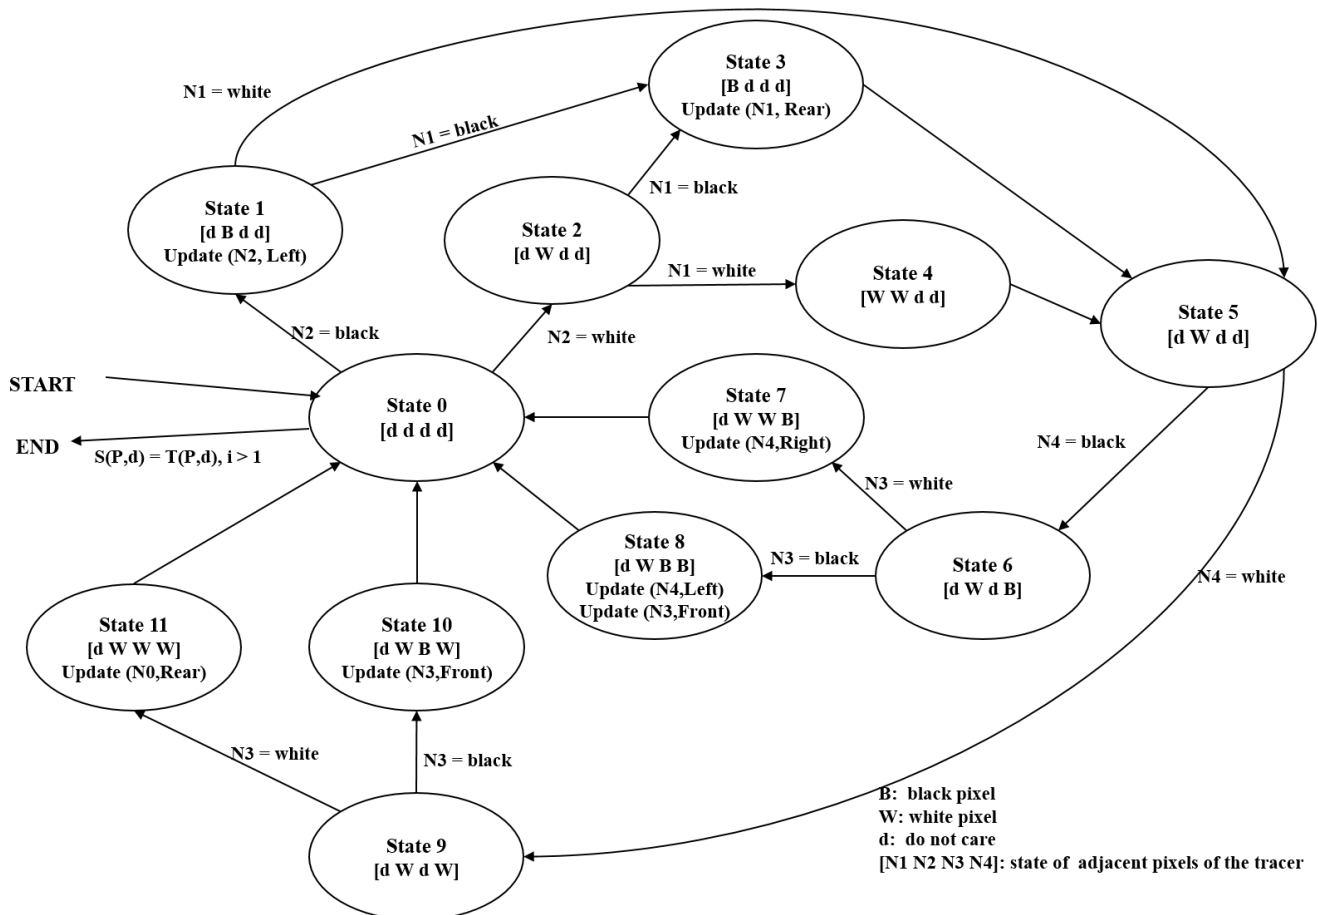 N1 = white
State 3
[B d d d]
Update (N1, Rear)
N1 = black
State 1
[d B d d]
Update (N2, Left)
State 2
[d W d d]
N1 = black
N1 = white
State 4
[W W d d]
State 5
[d W d d]
N2 = black
N2 = white
START
END
S(P,d) = T(P,d), i > 1
State 0
[d d d d]
State 7
[d W W B]
Update (N4,Right)
N4 = black
N3 = white
State 8
[d W B B]
Update (N4,Left)
Update (N3,Front)
N3 = black
State 6
[d W d B]
N4 = white
State 11
[d W W W]
Update (N0,Rear)
State 10
[d W B W]
Update (N3,Front)
N3 = white
N3 = black
State 9
[d W d W]
B: black pixel
W: white pixel
d: do not care
[N1 N2 N3 N4]: state of adjacent pixels of the tracer